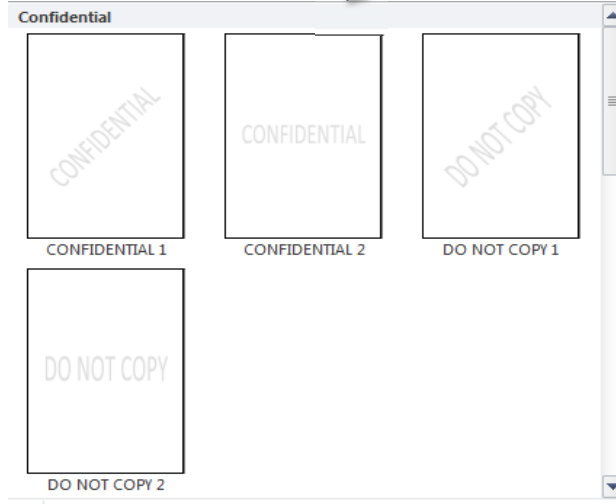 Confidential
CONFIDENTIAL
CONFIDENTIAL
DO NOT COPY
CONFIDENTIAL 1
CONFIDENTIAL 2
DO NOT COPY 1
DO NOT COPY
DO NOT COPY 2